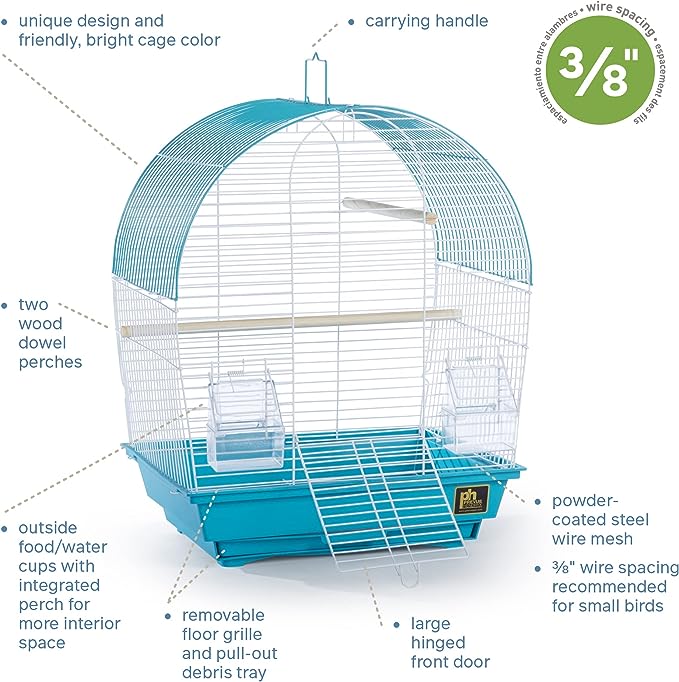 unique design and
friendly, bright cage color
carrying handle
espaciamiento entre alambres • wire spacing • espacement des fils
3/8"
two
wood
dowel
perches
outside
food/water
cups with
integrated
perch for
more interior
space
removable
floor grille
and pull-out
debris tray
large
hinged
front door
ph
PREVUE
powder-
coated steel
wire mesh
⅜" wire spacing
recommended
for small birds